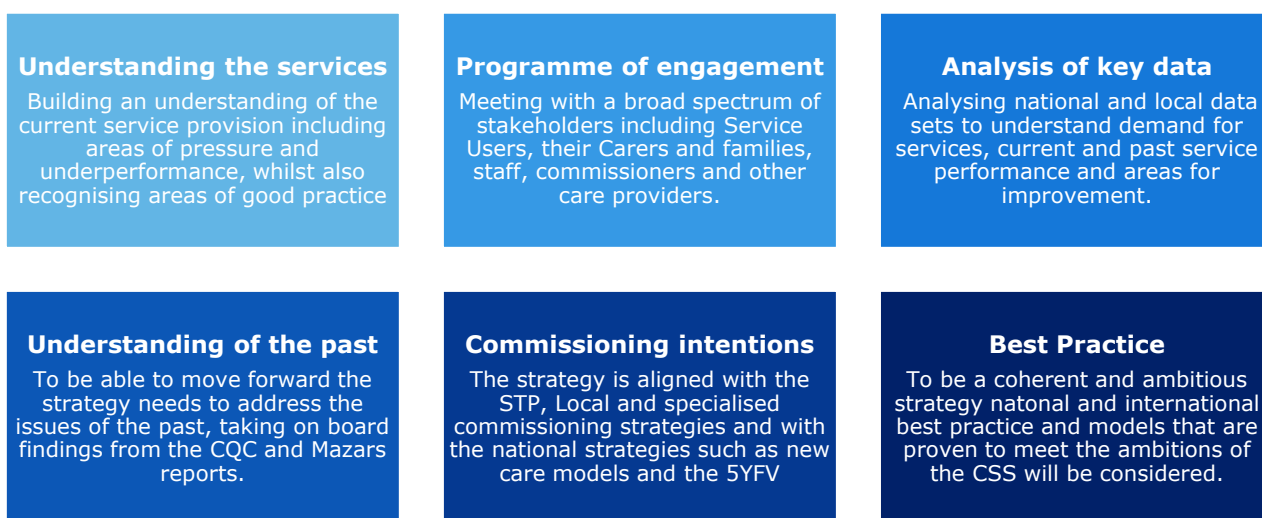 Understanding the services
Building an understanding of the
current service provision including
areas of pressure and
underperformance, whilst also
recognising areas of good practice
Programme of engagement
Meeting with a broad spectrum of
stakeholders including Service
Users, their Carers and families,
staff, commissioners and other
care providers.
Analysis of key data
Analysing national and local data
sets to understand demand for
services, current and past service
performance and areas for
improvement.
Understanding of the past
To be able to move forward the
strategy needs to address the
issues of the past, taking on board
findings from the CQC and Mazars
reports.
Commissioning intentions
The strategy is aligned with the
STP, Local and specialised
commissioning strategies and with
the national strategies such as new
care models and the 5YFV
Best Practice
To be a coherent and ambitious
strategy natonal and international
best practice and models that are
proven to meet the ambitions of
the CSS will be considered.